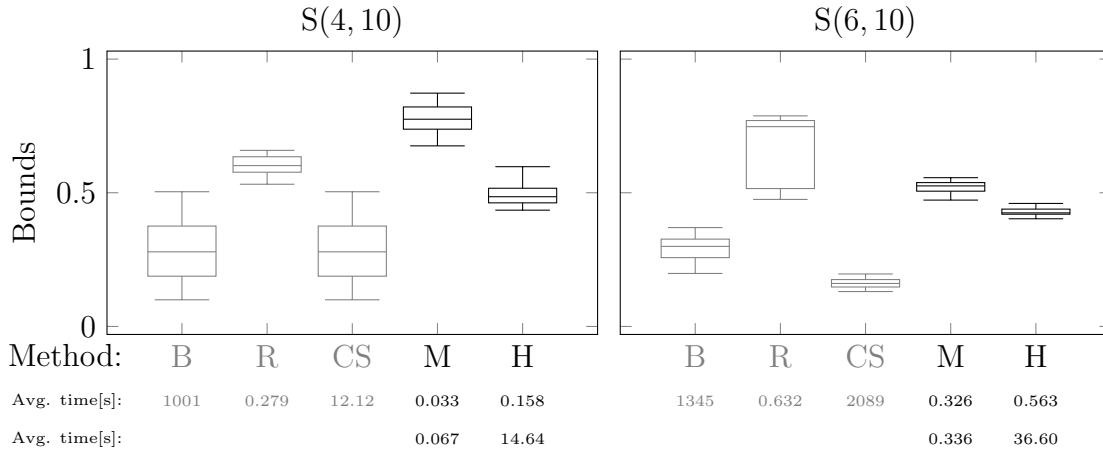 S(4, 10) S(6, 10)
1
0.5
0
Bounds
Method: B R CS M H B R CS M H
Avg. time[s]: 1001 0.279 12.12 0.033 0.158 1345 0.632 2089 0.326 0.563
Avg. time[s]: 0.067 14.64 0.336 36.60